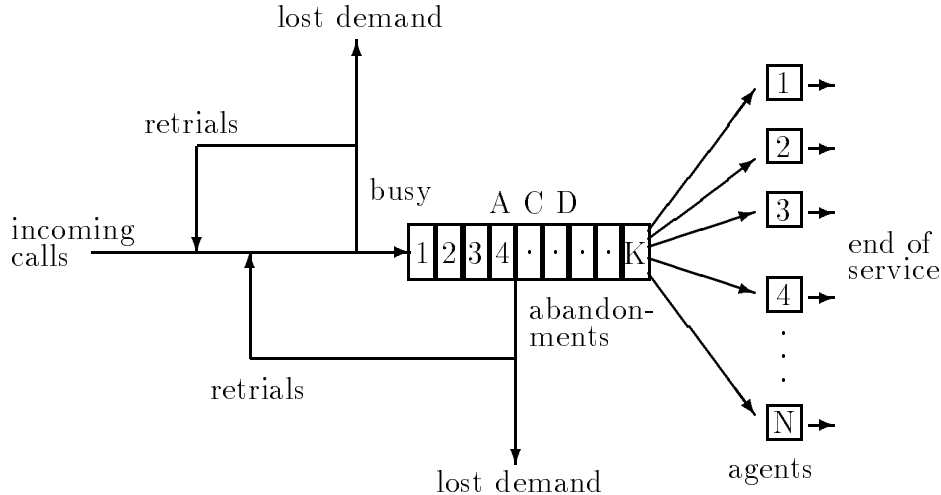 lost demand
retrials
busy
A C D
incoming
calls
1 2 3 4 · · · · K
abandon-
ments
retrials
lost demand
1
2
3
4
·
·
·
N
agents
end of
service